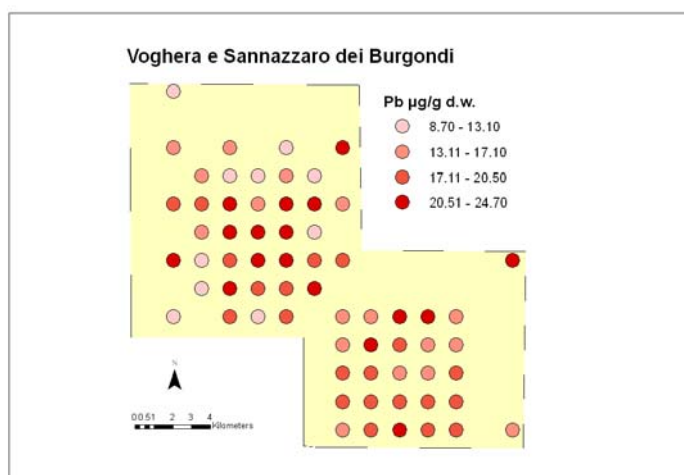 Voghera e Sannazzaro dei Burgondi
Pb µg/g d.w.
8.70 - 13.10
13.11 - 17.10
17.11 - 20.50
20.51 - 24.70
N
0 0.5 1 2 3 4
Kilometers